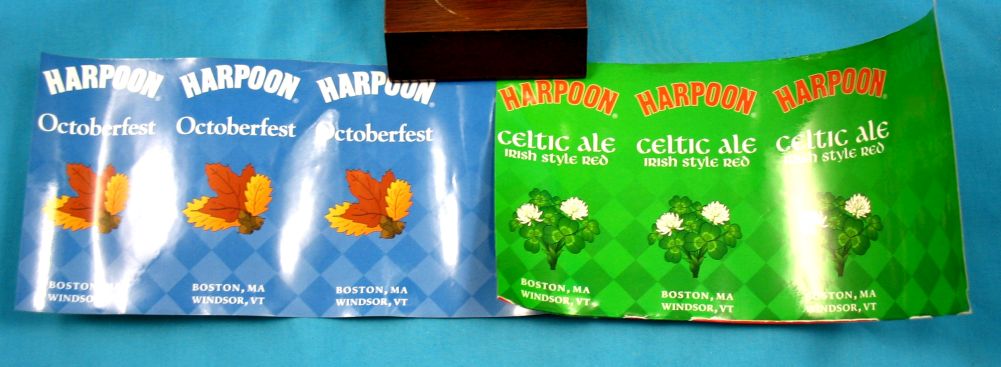 HARPOON
Octoberfest
BOSTON, MA
WINDSOR, VT
HARPOON
Octoberfest
BOSTON, MA
WINDSOR, VT
HARPOON
Octoberfest
BOSTON, MA
WINDSOR, VT
HARPOON
CELTIC ALE
IRISH STYLE RED
BOSTON, MA
WINDSOR, VT
HARPOON
CELTIC ALE
IRISH STYLE RED
BOSTON, MA
WINDSOR, VT
HARPOON
CELTIC ALE
IRISH STYLE RED
BOSTON, MA
WINDSOR, VT